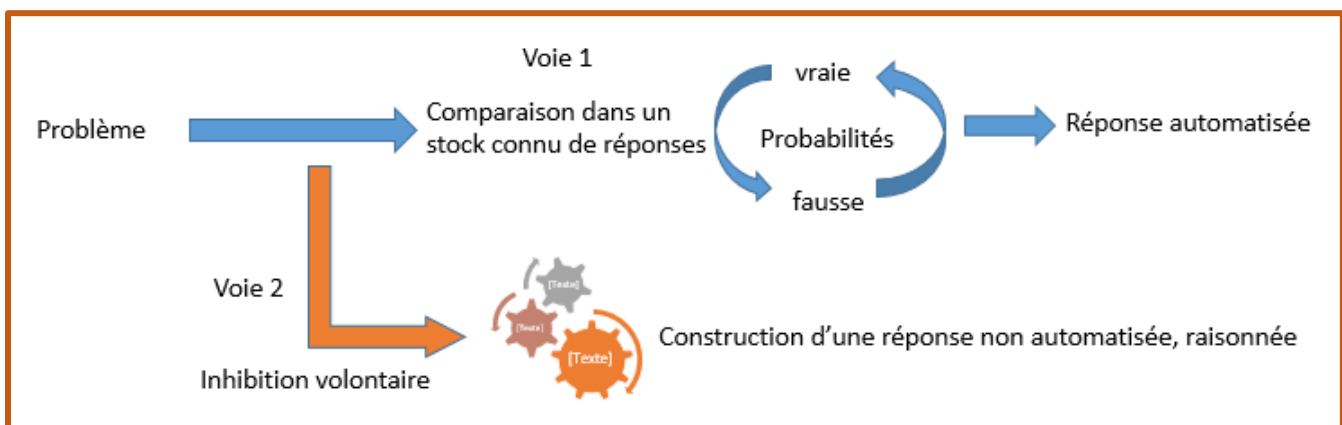 Voie 1
Problème
Comparaison dans un
stock connu de réponses
vraie
Probabilités
fausse
Réponse automatisée
Voie 2
Inhibition volontaire
[Texte]
[Texte]
[Texte]
Construction d’une réponse non automatisée, raisonnée